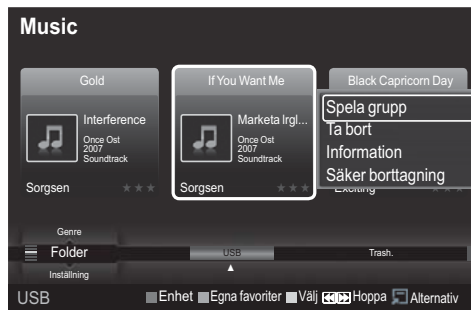 Music
Gold
If You Want Me
Black Capricorn Day
Interference
Once Ost
2007
Soundtrack
Sorgsen
Marketa Irgl...
Once Ost
2007
Soundtrack
Sorgsen
Spela grupp
Ta bort
Information
Säker borttagning
Exciting
Genre
Folder
Inställning
USB
Trash.
USB
Enhet Egna favoriter Välj Hoppa Alternativ